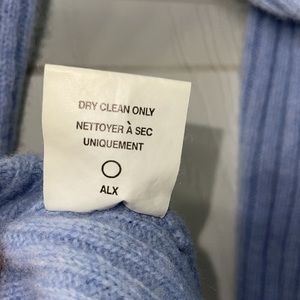 DRY CLEAN ONLY
NETTOYER À SEC
UNIQUEMENT
ALX